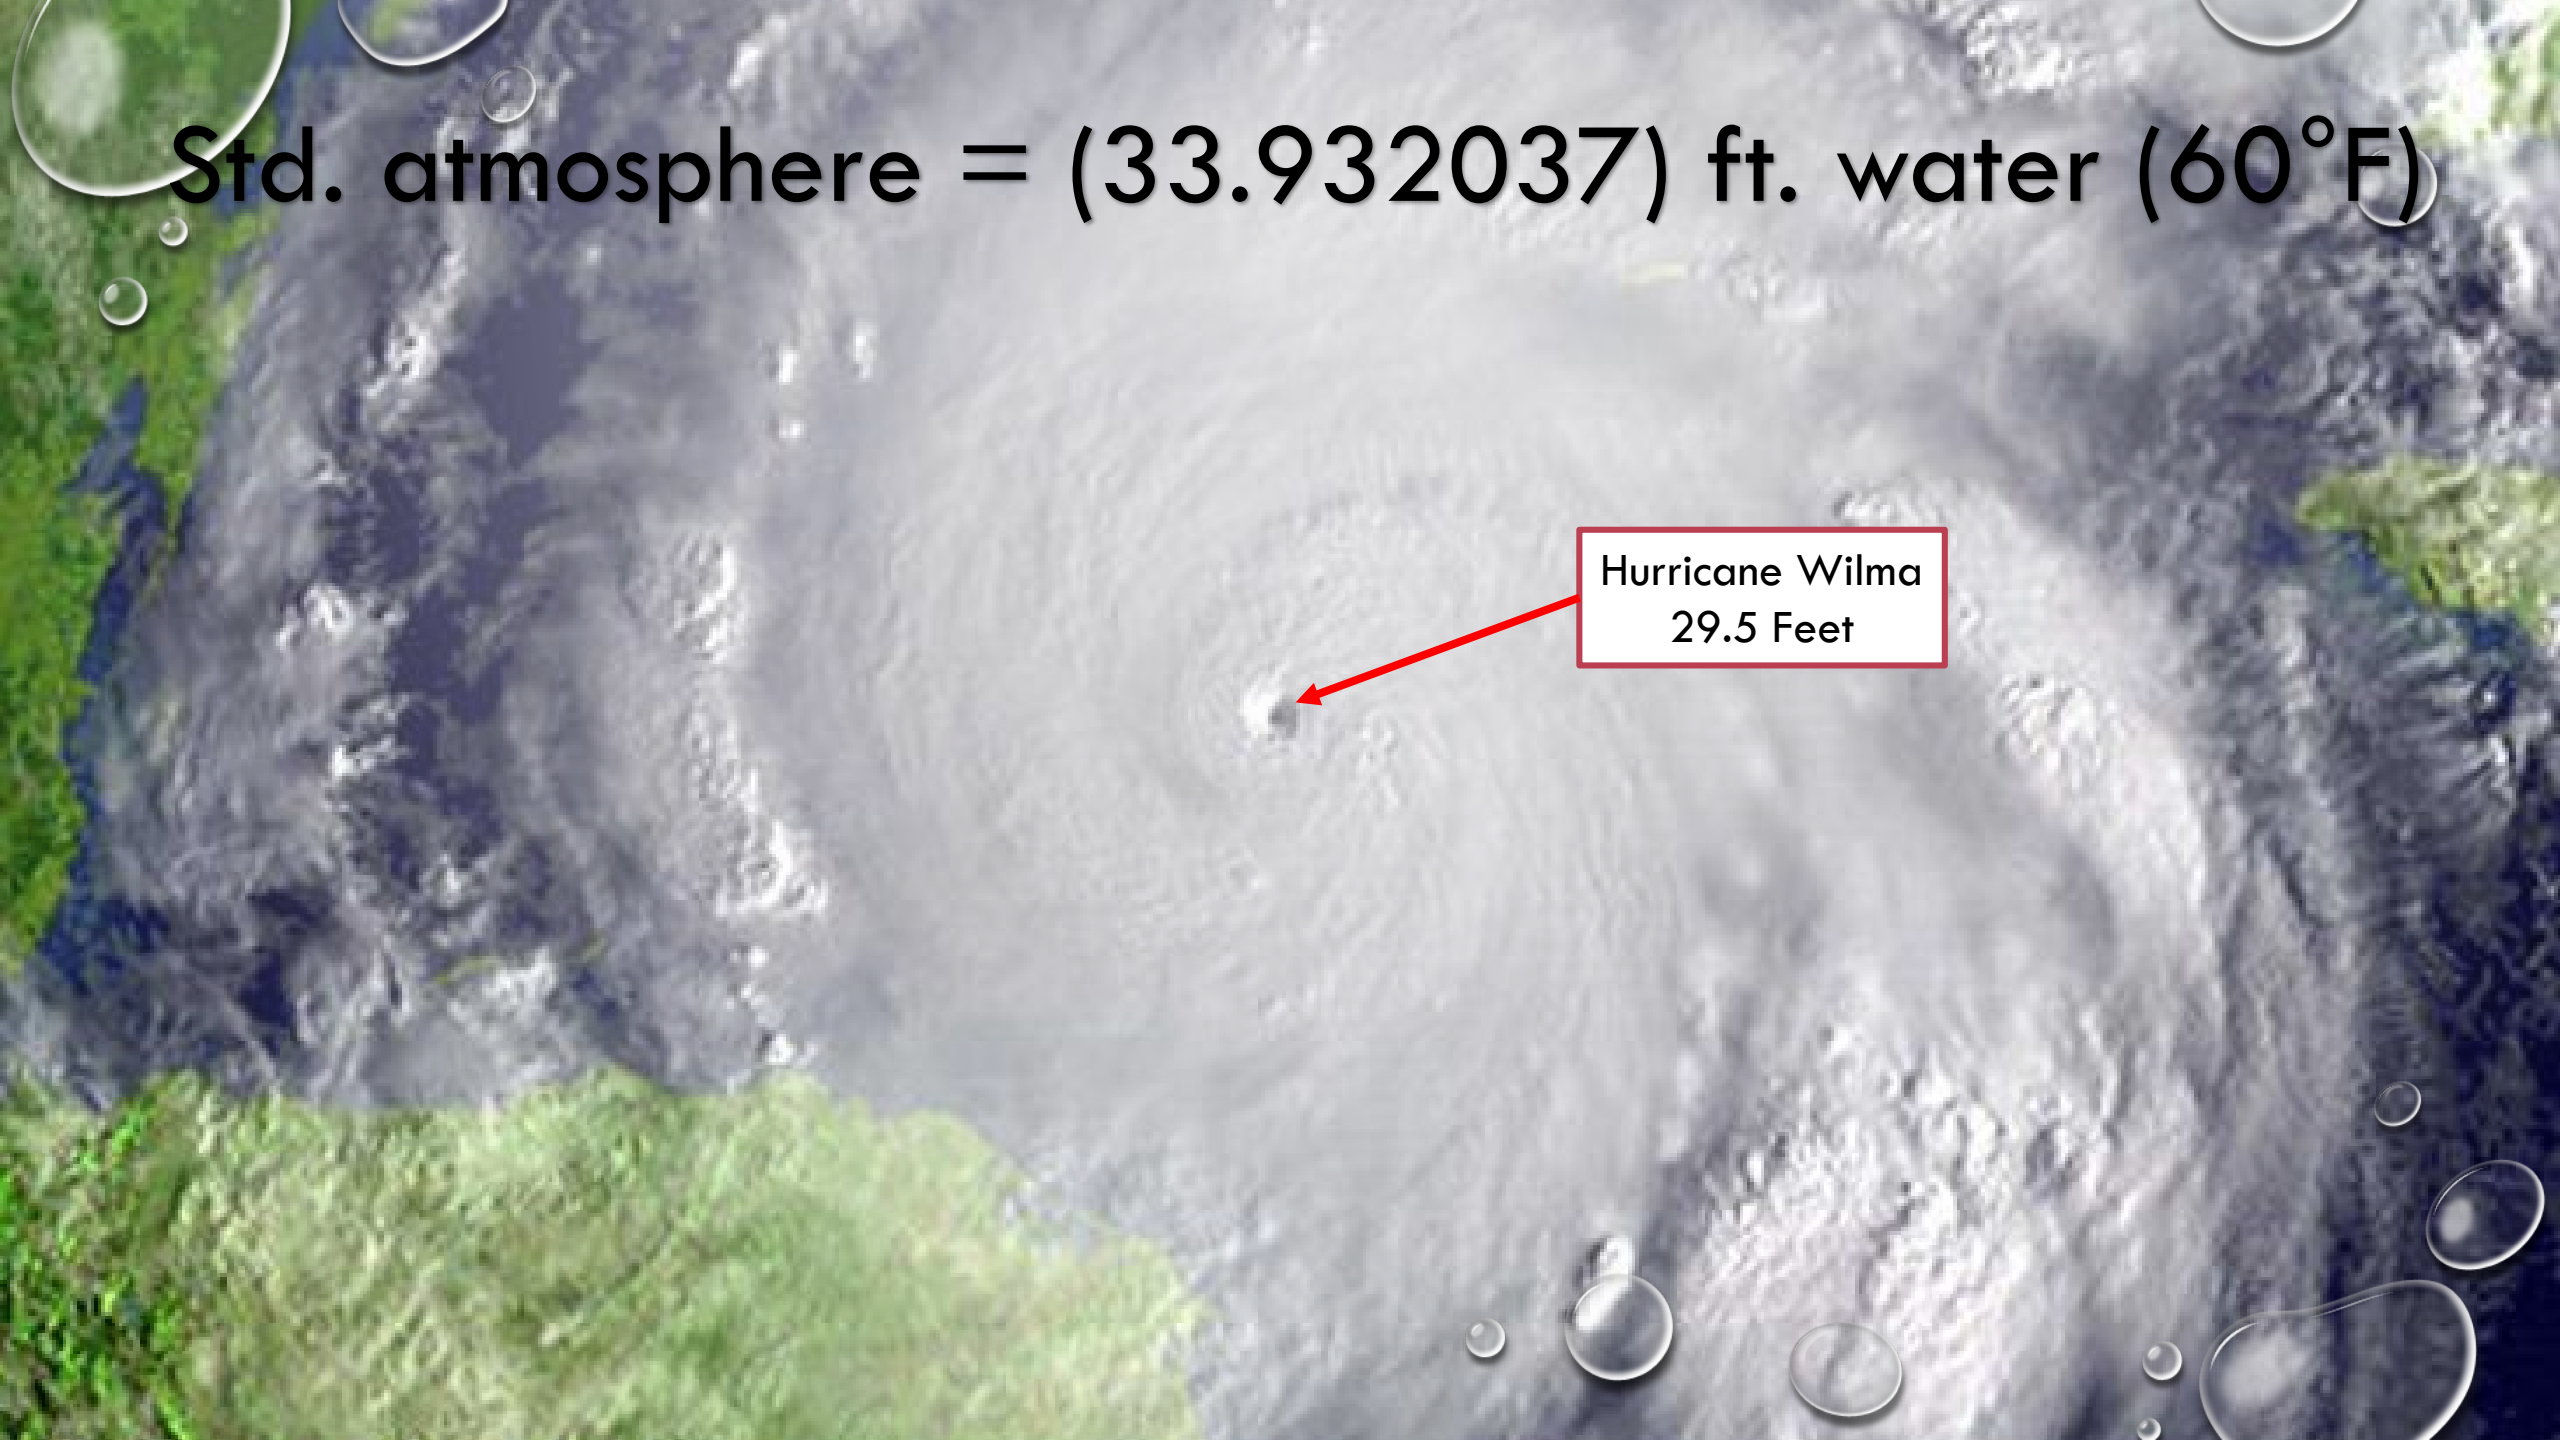 Std. atmosphere = (33.932037) ft. water (60°F)
Hurricane Wilma
29.5 Feet